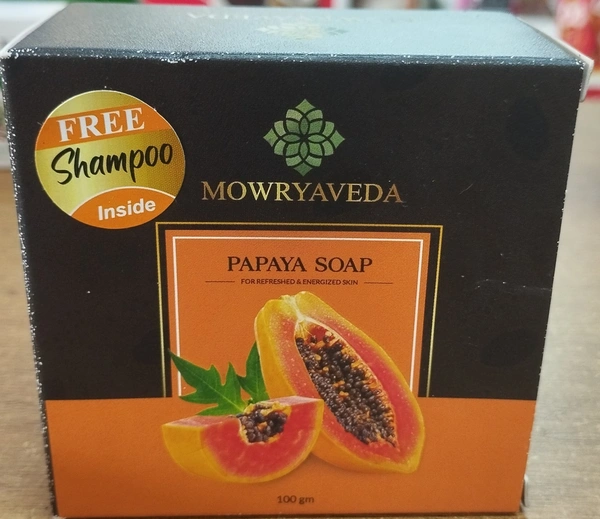 FREE
Shampoo
Inside
MOWRYAVEDA
PAPAYA SOAP
FOR REFRESHED & ENERGIZED SKIN
100 gm